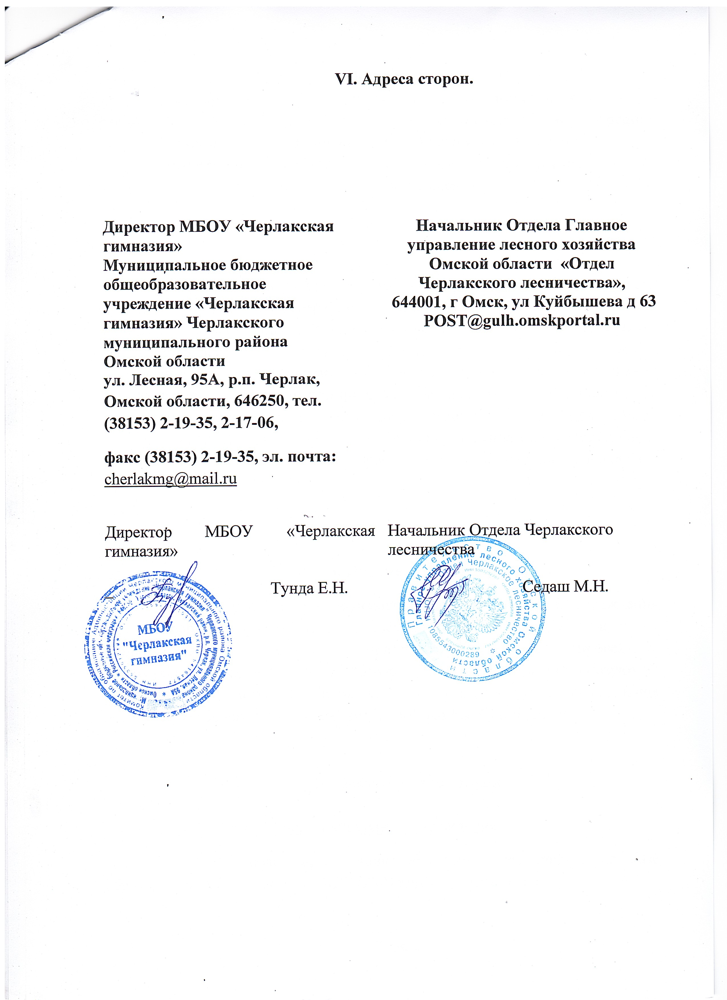 VI. Адреса сторон.
Директор МБОУ «Черлакская
гимназия»
Муниципальное бюджетное
общеобразовательное
учреждение «Черлакская
гимназия» Черлакского
муниципального района
Омской области
ул. Лесная, 95А, р.п. Черлак,
Омской области, 646250, тел.
(38153) 2-19-35, 2-17-06,
факс (38153) 2-19-35, эл. почта:
cherlakmg@mail.ru
Начальник Отдела Главное
управление лесного хозяйства
Омской области «Отдел
Черлакского лесничества»,
644001, г Омск, ул Куйбышева д 63
POST@gulh.omskportal.ru
Директор МБОУ «Черлакская
гимназия»
Тунда Е.Н.
Начальник Отдела Черлакского
лесничества
Седаш М.Н.
МБОУ
"Черлакская
гимназия"
Правительство Омской области
Главное управление лесного хозяйства Омской области
Отдел Черлакское лесничество
1085543000289